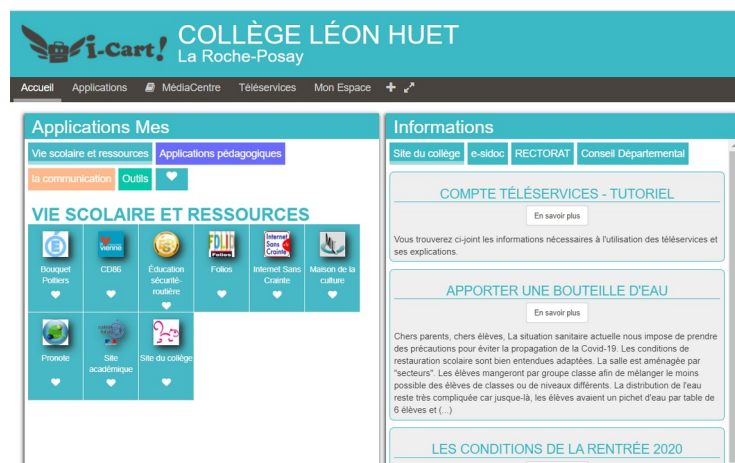 i-Cart!
COLLÈGE LÉON HUET
La Roche-Posay
Accueil Applications MédiaCentre Téléservices Mon Espace
Applications Mes
Vie scolaire et ressources Applications pédagogiques
la communication Outils
VIE SCOLAIRE ET RESSOURCES
Bouquet Poitiers
CD86
Éducation sécurité-routière
Folios
Internet Sans Crainte
Maison de la culture
Pronote
Site académique
Site du collège
Informations
Site du collège e-sidoc RECTORAT Conseil Départemental
COMPTE TÉLÉSERVICES - TUTORIEL
En savoir plus
Vous trouverez ci-joint les informations nécessaires à l'utilisation des téléservices et
ses explications.
APPORTER UNE BOUTEILLE D'EAU
En savoir plus
Chers parents, chers élèves, La situation sanitaire actuelle nous impose de prendre
des précautions pour éviter la propagation de la Covid-19. Les conditions de
restauration scolaire sont bien entendues adaptées. La salle est aménagée par
"secteurs". Les élèves mangeront par groupe classe afin de mélanger le moins
possible des élèves de classes ou de niveaux différents. La distribution de l'eau
reste très compliquée car jusque-là, les élèves avaient un pichet d'eau par table de
6 élèves et (...)
LES CONDITIONS DE LA RENTRÉE 2020